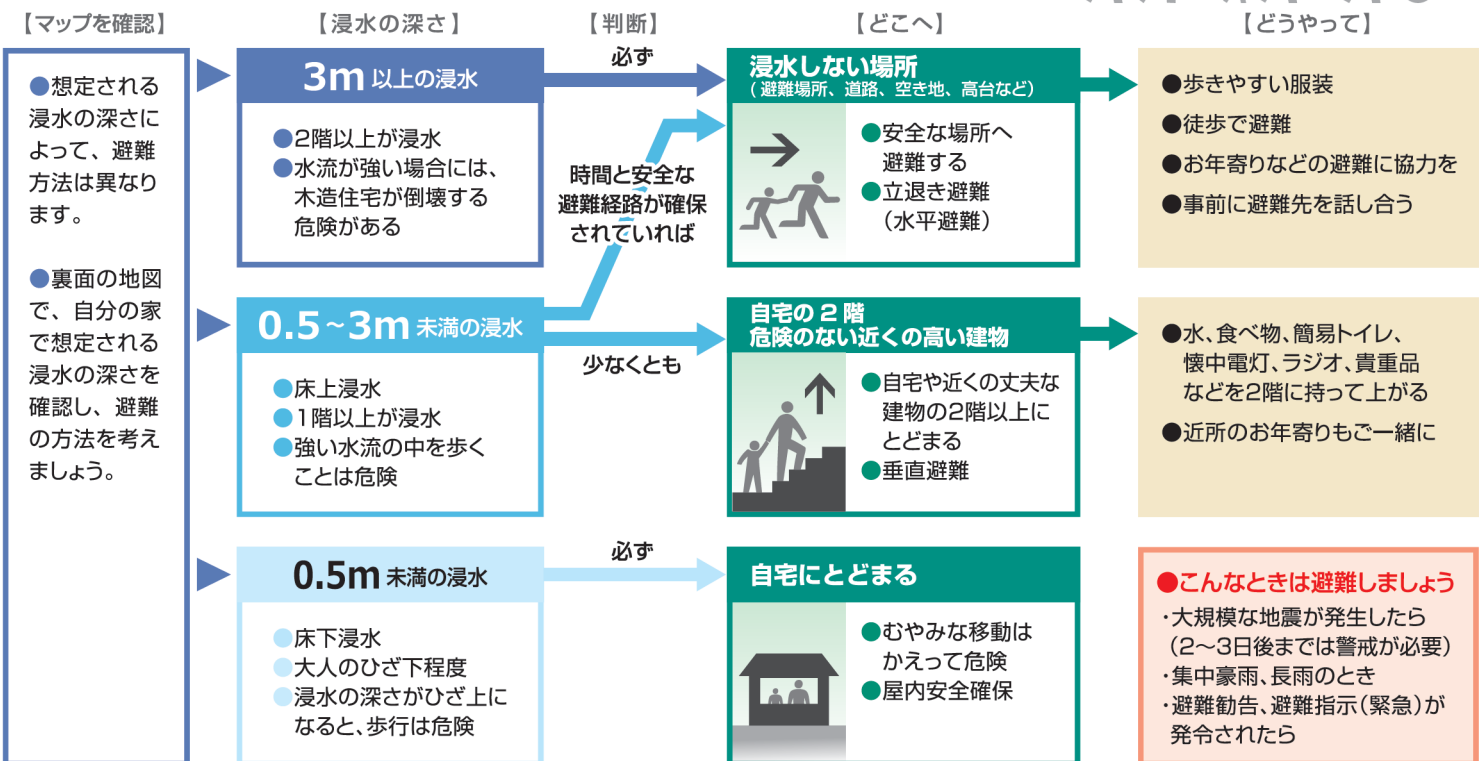 【マップを確認】
【浸水の深さ】
【判断】
【どこへ】
【どうやって】
●想定される
浸水の深さに
よって、避難
方法は異なり
ます。
●裏面の地図
で、自分の家
で想定される
浸水の深さを
確認し、避難
の方法を考え
ましょう。
3m 以上の浸水
●2階以上が浸水
●水流が強い場合には、
木造住宅が倒壊する
危険がある
必ず
浸水しない場所
(避難場所、道路、空き地、高台など)
●安全な場所へ
避難する
●立退き避難
(水平避難)
●歩きやすい服装
●徒歩で避難
●お年寄りなどの避難に協力を
●事前に避難先を話し合う
時間と安全な
避難経路が確保
されていれば
0.5~3m 未満の浸水
●床上浸水
●1階以上が浸水
●強い水流の中を歩く
ことは危険
少なくとも
自宅の2階
危険のない近くの高い建物
●自宅や近くの丈夫な
建物の2階以上に
とどまる
●垂直避難
●水、食べ物、簡易トイレ、
懐中電灯、ラジオ、貴重品
などを2階に持って上がる
●近所のお年寄りもご一緒に
0.5m 未満の浸水
●床下浸水
●大人のひざ下程度
●浸水の深さがひざ上に
なると、歩行は危険
必ず
自宅にとどまる
●むやみな移動は
かえって危険
●屋内安全確保
●こんなときは避難しましょう
・大規模な地震が発生したら
(2〜3日後までは警戒が必要)
・集中豪雨、長雨のとき
・避難勧告、避難指示(緊急)が
発令されたら